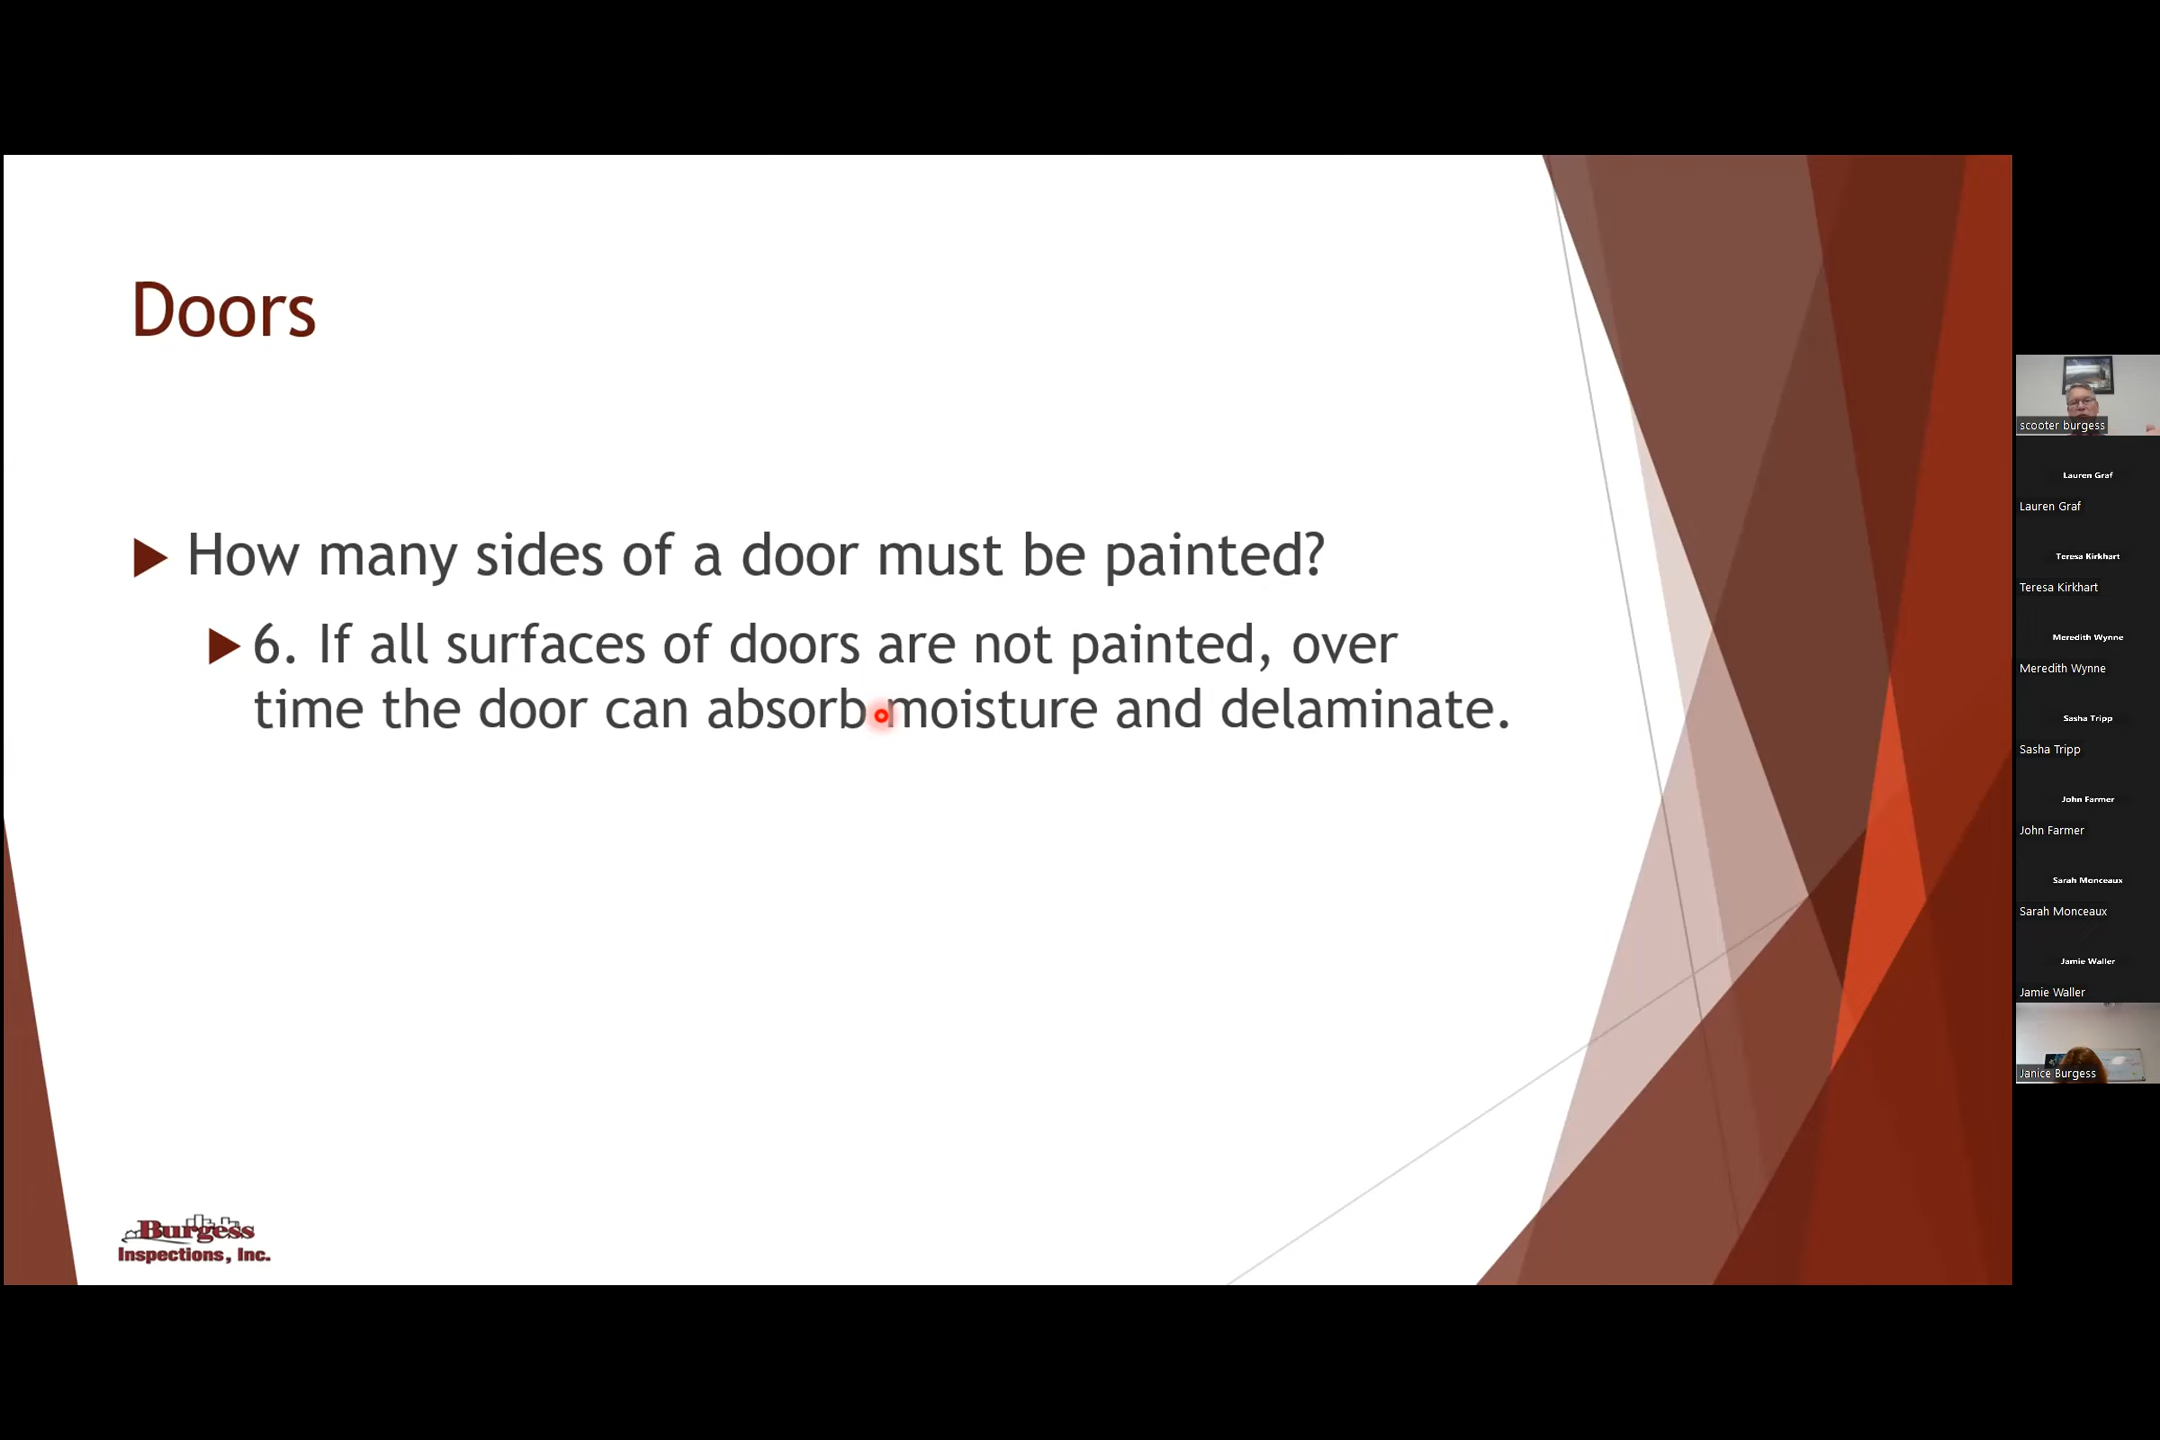 Doors
How many sides of a door must be painted?
6. If all surfaces of doors are not painted, over
time the door can absorb moisture and delaminate.
Burgess
Inspections, Inc.
scooter burgess
Lauren Graf
Lauren Graf
Teresa Kirkhart
Teresa Kirkhart
Meredith Wynne
Meredith Wynne
Sasha Tripp
Sasha Tripp
John Farmer
John Farmer
Sarah Monceaux
Sarah Monceaux
Jamie Waller
Jamie Waller
Janice Burgess